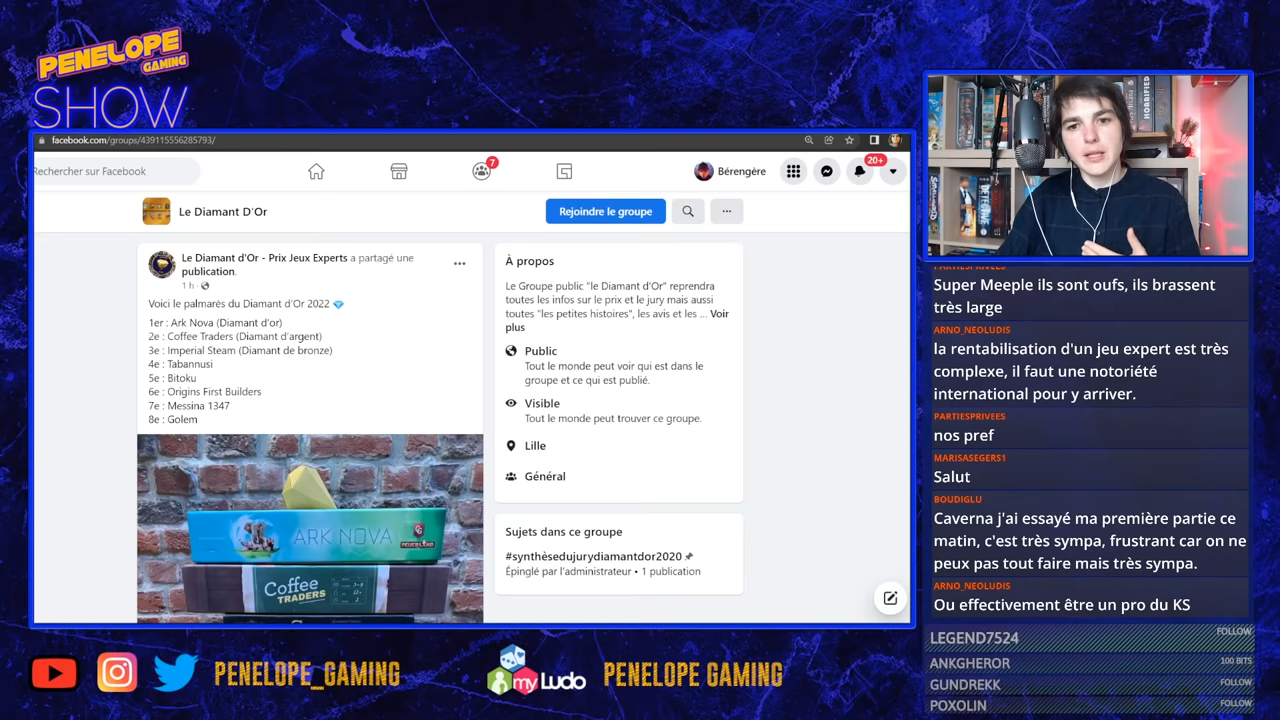 PENELOPE
GAMING
SHOW
facebook.com/groups/439115556285793/
Rechercher sur Facebook
7
Bérengère
20+
Le Diamant D'Or
Rejoindre le groupe
Le Diamant d'Or - Prix Jeux Experts a partagé une
publication.
1 h
Voici le palmarès du Diamant d'Or 2022 💎
1er : Ark Nova (Diamant d'or)
2e : Coffee Traders (Diamant d'argent)
3e : Imperial Steam (Diamant de bronze)
4e : Tabannusi
5e : Bitoku
6e : Origins First Builders
7e : Messina 1347
8e : Golem
ARK NOVA
FEUERLAND
Coffee
TRADERS
À propos
Le Groupe public "le Diamant d'Or" reprendra
toutes les infos sur le prix et le jury mais aussi
toutes "les petites histoires", les avis et les ... Voir
plus
Public
Tout le monde peut voir qui est dans le
groupe et ce qui est publié.
Visible
Tout le monde peut trouver ce groupe.
Lille
Général
Sujets dans ce groupe
#synthèsedujurydiamantdor2020
Épinglé par l'administrateur • 1 publication
HORRIFIED
DETECTIVE
PARTIESPRIVEES
Super Meeple ils sont oufs, ils brassent
très large
ARNO_NEOLUDIS
la rentabilisation d'un jeu expert est très
complexe, il faut une notoriété
international pour y arriver.
PARTIESPRIVEES
nos pref
MARISASEGERS1
Salut
BOUDIGLU
Caverna j'ai essayé ma première partie ce
matin, c'est très sympa, frustrant car on ne
peux pas tout faire mais très sympa.
ARNO_NEOLUDIS
Ou effectivement être un pro du KS
LEGEND7524 FOLLOW
ANKGHEROR 100 BITS
GUNDREKK FOLLOW
POXOLIN FOLLOW
PENELOPE_GAMING
myLudo
PENELOPE GAMING